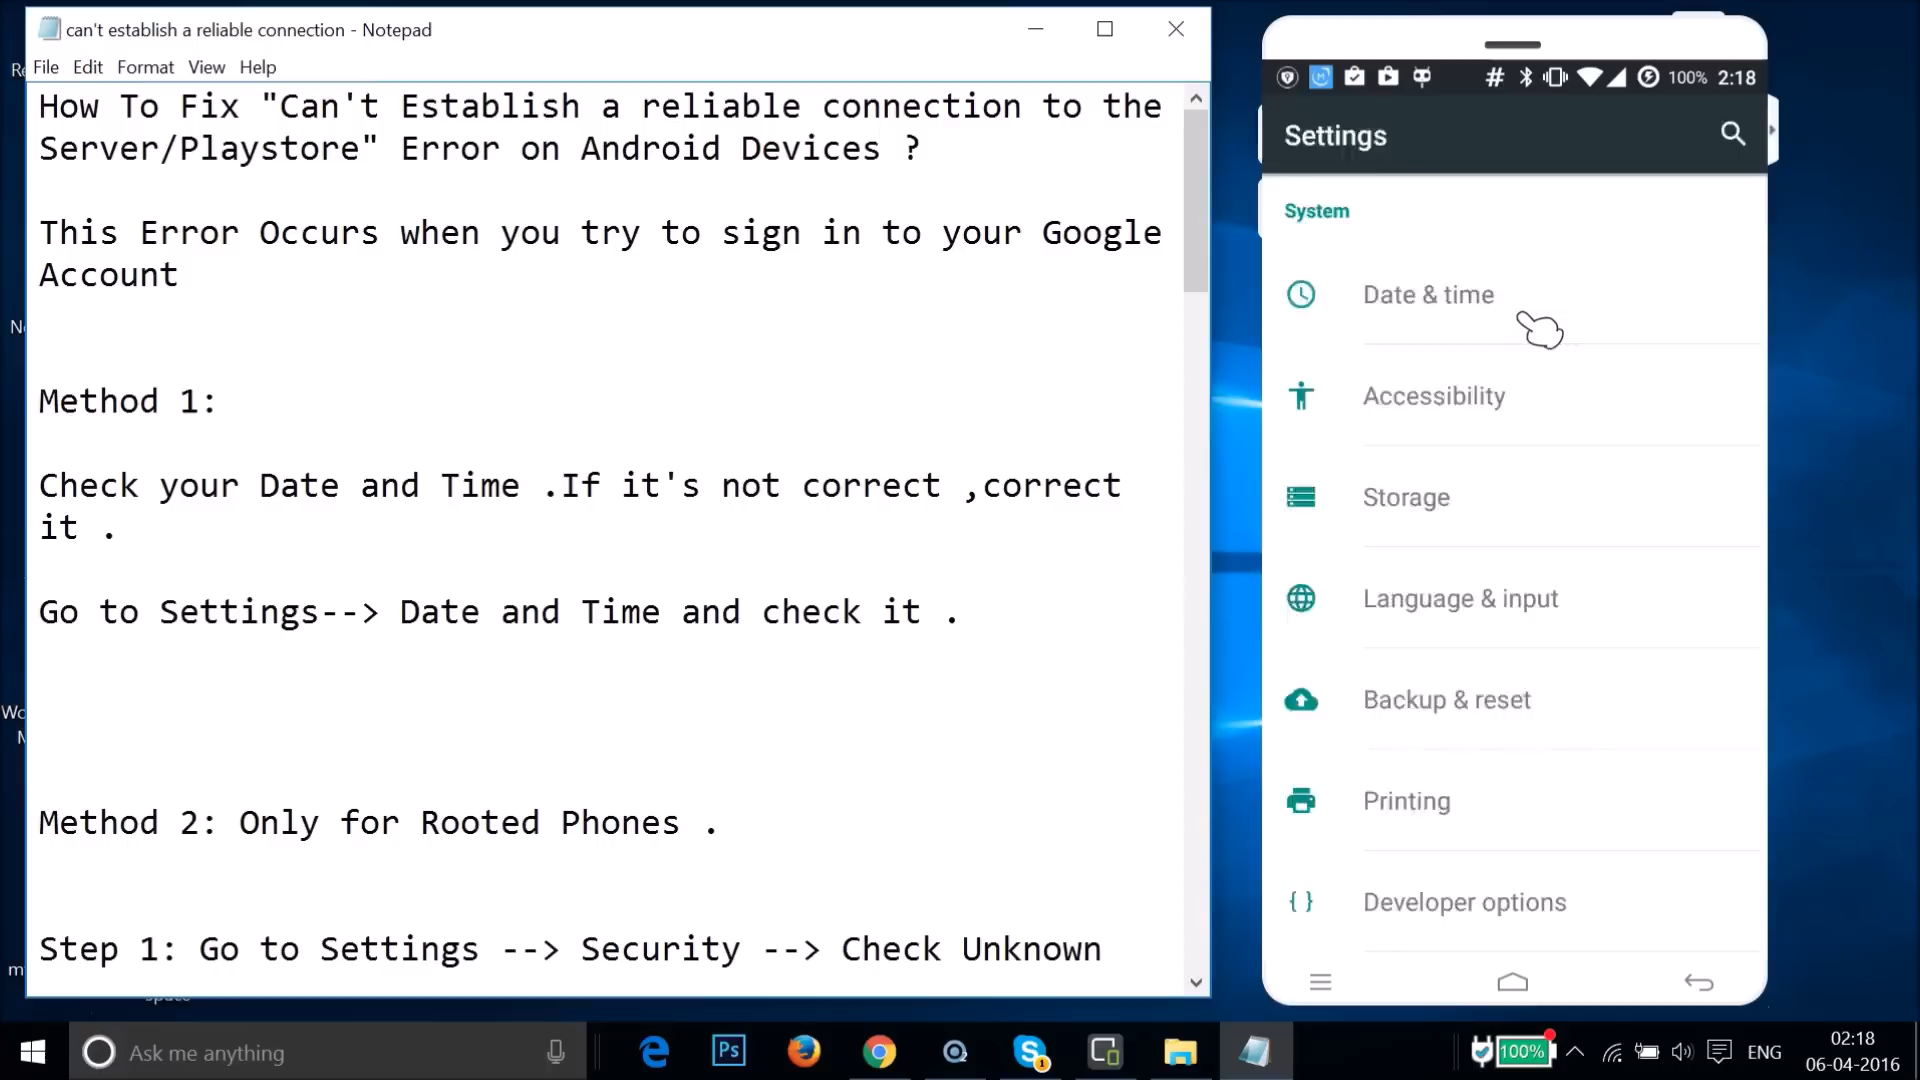 can't establish a reliable connection - Notepad
File Edit Format View Help
How To Fix "Can't Establish a reliable connection to the
Server/Playstore" Error on Android Devices ?
This Error Occurs when you try to sign in to your Google
Account
Method 1:
Check your Date and Time .If it's not correct ,correct
it .
Go to Settings--> Date and Time and check it .
Method 2: Only for Rooted Phones .
Step 1: Go to Settings --> Security --> Check Unknown
100% 2:18
Settings
System
Date & time
Accessibility
Storage
Language & input
Backup & reset
Printing
Developer options
Ask me anything
Ps
1
100%
ENG
02:18
06-04-2016